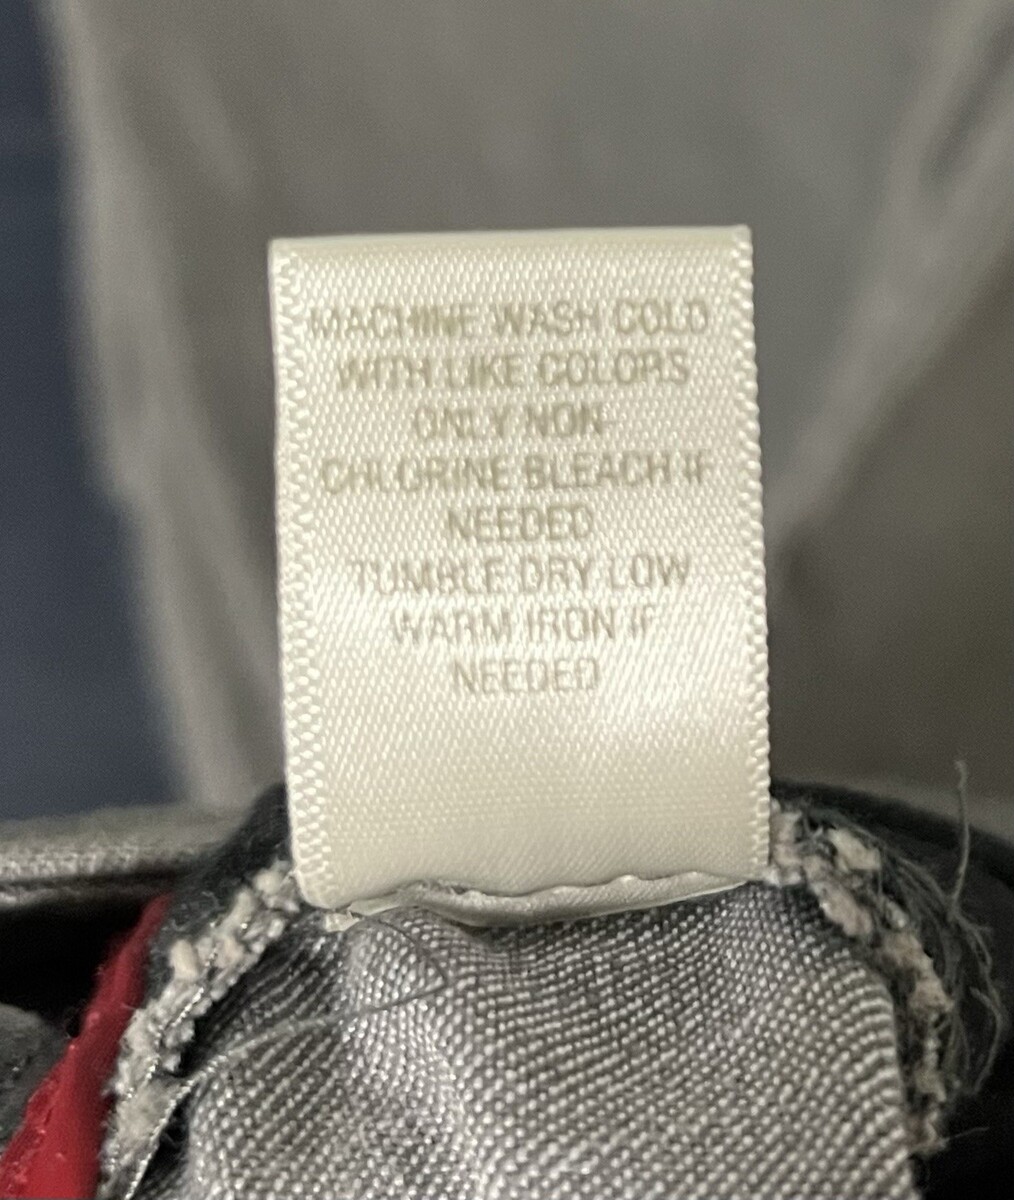 MACHINE WASH COLD
WITH LIKE COLORS
ONLY NON-
CHLORINE BLEACH IF
NEEDED
TUMBLE DRY LOW
WARM IRON IF
NEEDED